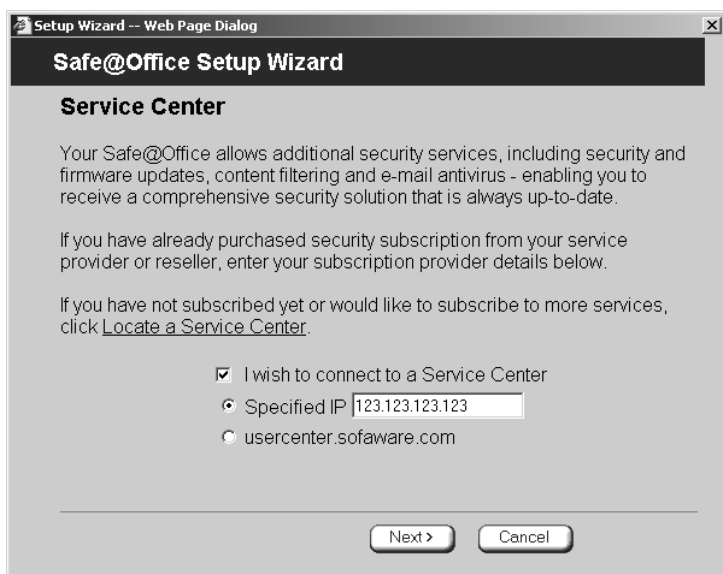 Setup Wizard -- Web Page Dialog
Safe@Office Setup Wizard
Service Center
Your Safe@Office allows additional security services, including security and
firmware updates, content filtering and e-mail antivirus - enabling you to
receive a comprehensive security solution that is always up-to-date.
If you have already purchased security subscription from your service
provider or reseller, enter your subscription provider details below.
If you have not subscribed yet or would like to subscribe to more services,
click Locate a Service Center.
I wish to connect to a Service Center
Specified IP 123.123.123.123
usercenter.sofaware.com
Next > Cancel